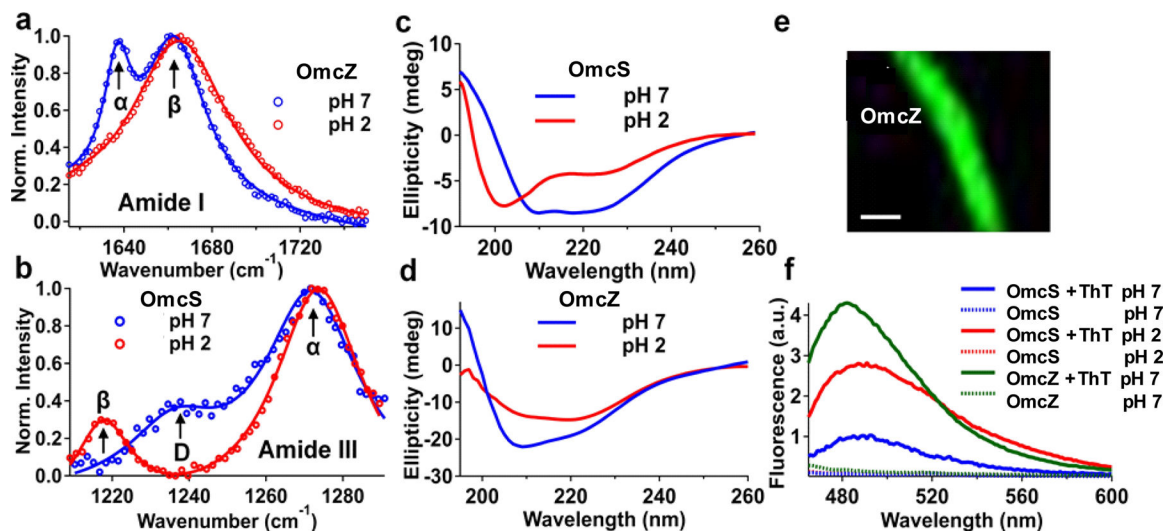 a
Norm. Intensity
1.0
0.8
0.6
0.4
0.2
0.0
α
β
OmcZ
pH 7
pH 2
Amide I
1640
1680
1720
Wavenumber (cm⁻¹)
b
Norm. Intensity
1.0
0.8
0.6
0.4
0.2
0
OmcS
pH 7
pH 2
β
D
α
Amide III
1220
1240
1260
1280
Wavenumber (cm⁻¹)
c
Ellipticity (mdeg)
10
5
0
-5
-10
OmcS
pH 7
pH 2
200
220
240
260
Wavelength (nm)
d
Ellipticity (mdeg)
20
10
0
-10
-20
-30
OmcZ
pH 7
pH 2
200
220
240
260
Wavelength (nm)
e
OmcZ
f
Fluorescence (a.u.)
4
3
2
1
OmcS +ThT pH 7
OmcS pH 7
OmcS +ThT pH 2
OmcS pH 2
OmcZ +ThT pH 7
OmcZ pH 7
480
520
560
600
Wavelength (nm)